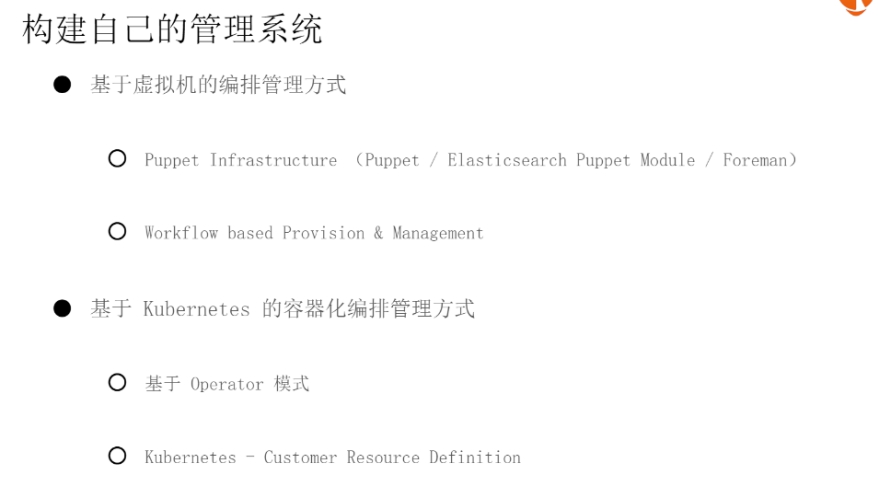 构建自己的管理系统
基于虚拟机的编排管理方式
Puppet Infrastructure （Puppet / Elasticsearch Puppet Module / Foreman）
Workflow based Provision & Management
基于 Kubernetes 的容器化编排管理方式
基于 Operator 模式
Kubernetes - Customer Resource Definition